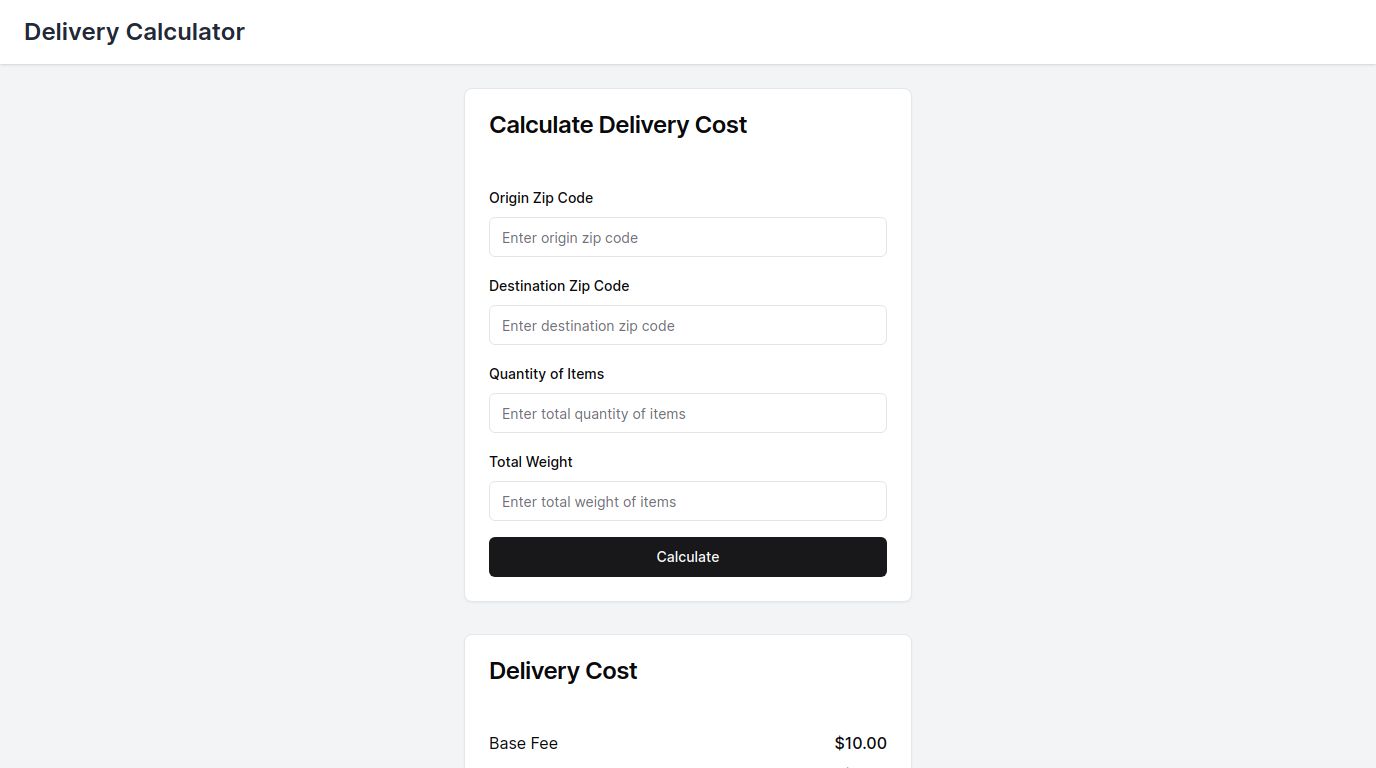 Delivery Calculator
Calculate Delivery Cost
Origin Zip Code
Enter origin zip code
Destination Zip Code
Enter destination zip code
Quantity of Items
Enter total quantity of items
Total Weight
Enter total weight of items
Calculate
Delivery Cost
Base Fee $10.00